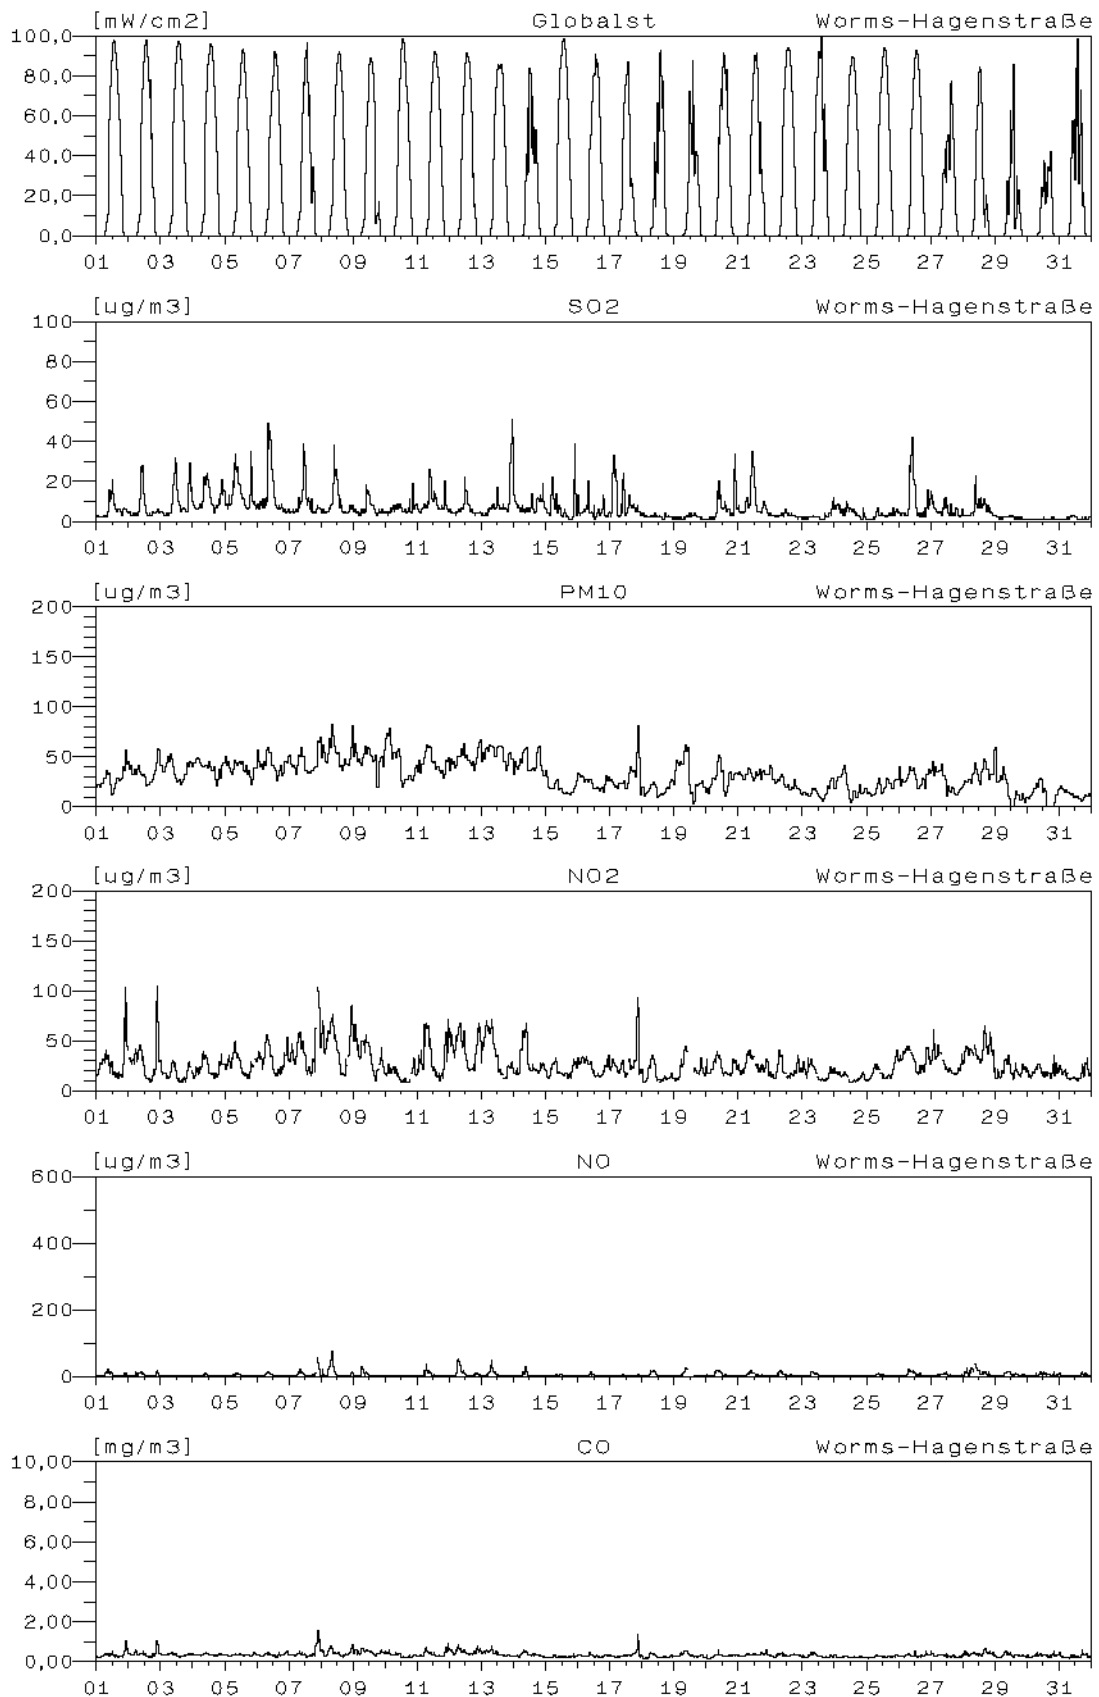 [mW/cm2] Globalst Worms-Hagenstraße
100,0
80,0
60,0
40,0
20,0
0,0
01 03 05 07 09 11 13 15 17 19 21 23 25 27 29 31
[ug/m3] SO2 Worms-Hagenstraße
100
80
60
40
20
0
01 03 05 07 09 11 13 15 17 19 21 23 25 27 29 31
[ug/m3] PM10 Worms-Hagenstraße
200
150
100
50
0
01 03 05 07 09 11 13 15 17 19 21 23 25 27 29 31
[ug/m3] NO2 Worms-Hagenstraße
200
150
100
50
0
01 03 05 07 09 11 13 15 17 19 21 23 25 27 29 31
[ug/m3] NO Worms-Hagenstraße
600
400
200
0
01 03 05 07 09 11 13 15 17 19 21 23 25 27 29 31
[mg/m3] CO Worms-Hagenstraße
10,00
8,00
6,00
4,00
2,00
0,00
01 03 05 07 09 11 13 15 17 19 21 23 25 27 29 31